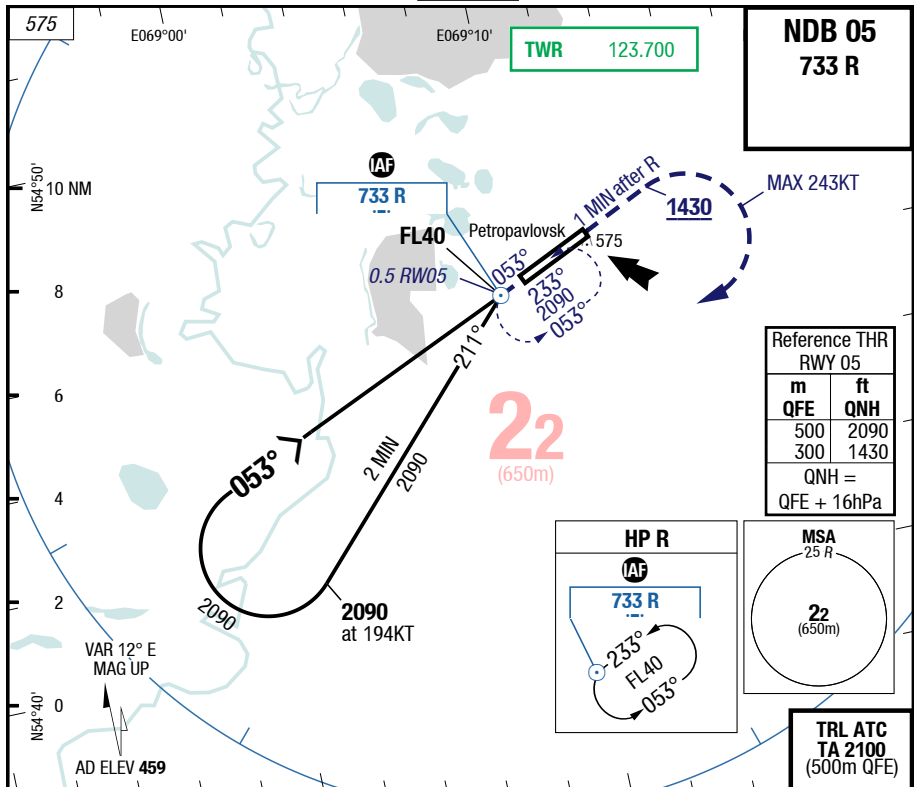 575
E069°00'
E069°10'
TWR 123.700
NDB 05
733 R
N54°50'
10 NM
IAF
733 R
FL40
0.5 RW05
Petropavlovsk
053°
1 MIN after R
1430
MAX 243KT
575
233°
2090
053°
8
211°
Reference THR
RWY 05
m ft
QFE QNH
500 2090
300 1430
QNH =
QFE + 16hPa
6
22
(650m)
053°
2 MIN
2090
4
HP R
IAF
733 R
233°
FL40
053°
MSA
25 R
22
(650m)
2
2090
2090
at 194KT
VAR 12° E
MAG UP
N54°40'
0
AD ELEV 459
TRL ATC
TA 2100
(500m QFE)